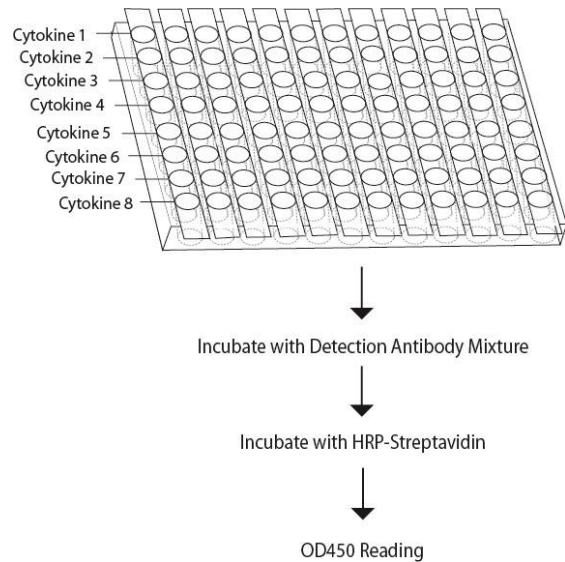 Cytokine 1
Cytokine 2
Cytokine 3
Cytokine 4
Cytokine 5
Cytokine 6
Cytokine 7
Cytokine 8
Incubate with Detection Antibody Mixture
Incubate with HRP-Streptavidin
OD450 Reading